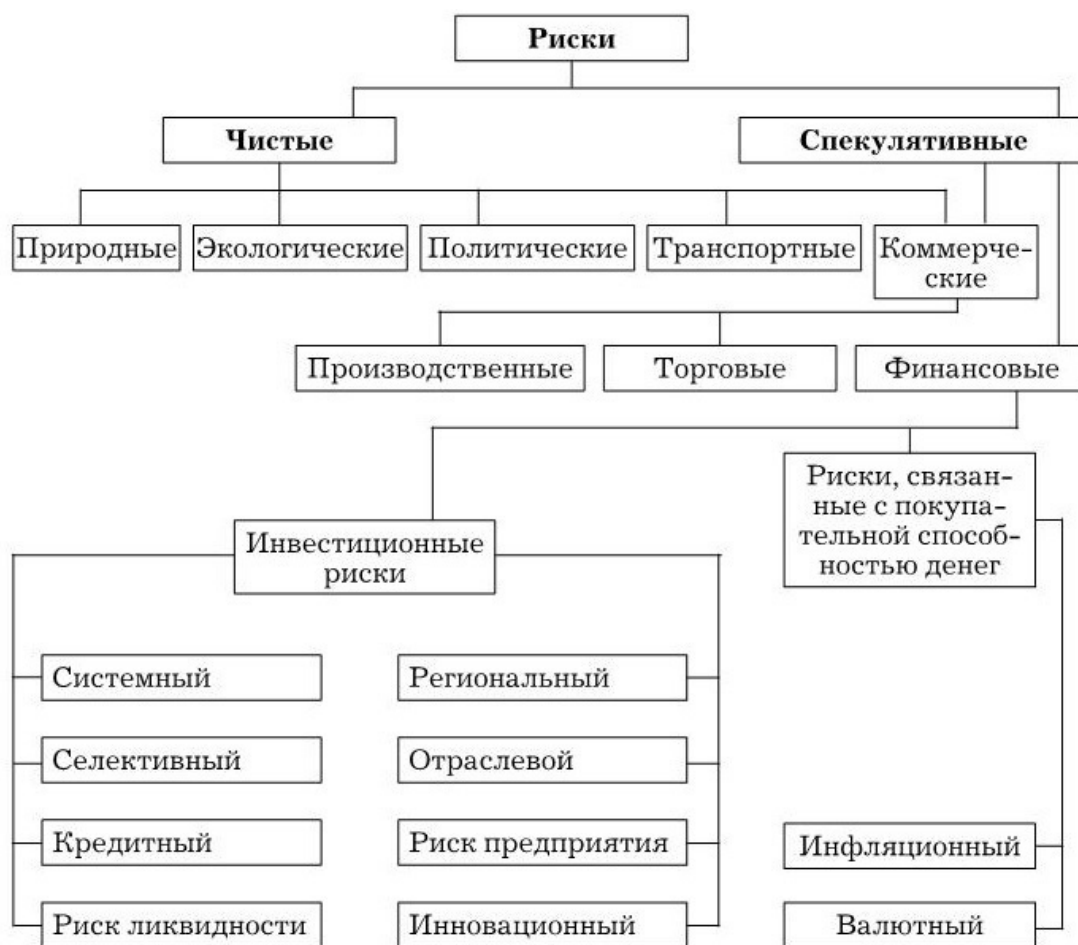 Риски
Чистые
Спекулятивные
Природные
Экологические
Политические
Транспортные
Коммерче-
ские
Производственные
Торговые
Финансовые
Риски, связан-
ные с покупа-
тельной способ-
ностью денег
Инвестиционные
риски
Системный
Региональный
Селективный
Отраслевой
Кредитный
Риск предприятия
Инфляционный
Риск ликвидности
Инновационный
Валютный